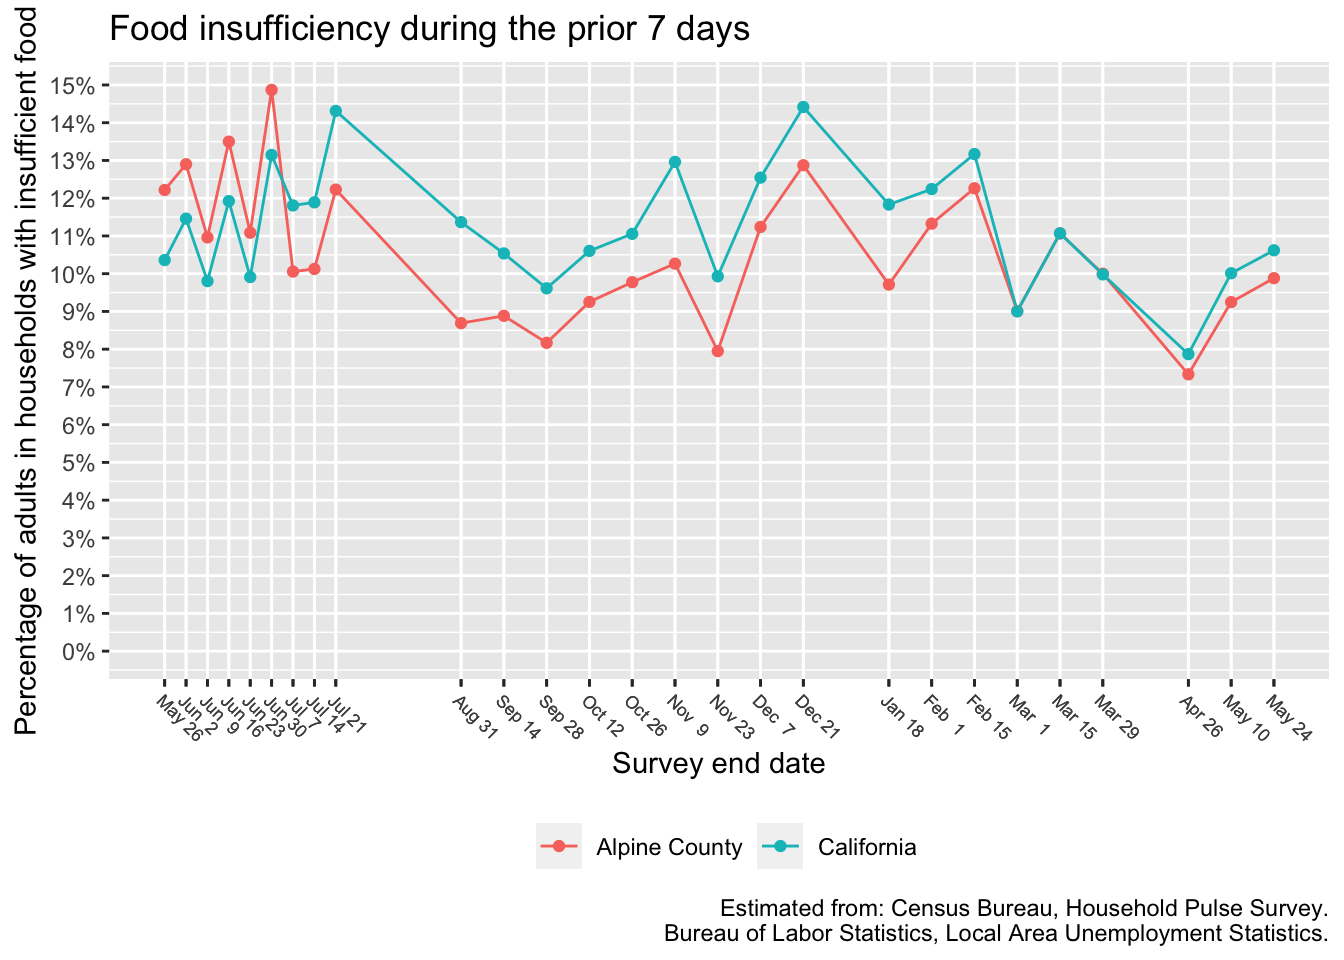 Food insufficiency during the prior 7 days
Percentage of adults in households with insufficient food
15%
14%
13%
12%
11%
10%
9%
8%
7%
6%
5%
4%
3%
2%
1%
0%
May 26
Jun 2
Jun 9
Jun 16
Jun 23
Jun 30
Jul 7
Jul 14
Jul 21
Aug 31
Sep 14
Sep 28
Oct 12
Oct 26
Nov 9
Nov 23
Dec 7
Dec 21
Jan 18
Feb 1
Feb 15
Mar 1
Mar 15
Mar 29
Apr 26
May 10
May 24
Survey end date
Alpine County
California
Estimated from: Census Bureau, Household Pulse Survey.
Bureau of Labor Statistics, Local Area Unemployment Statistics.